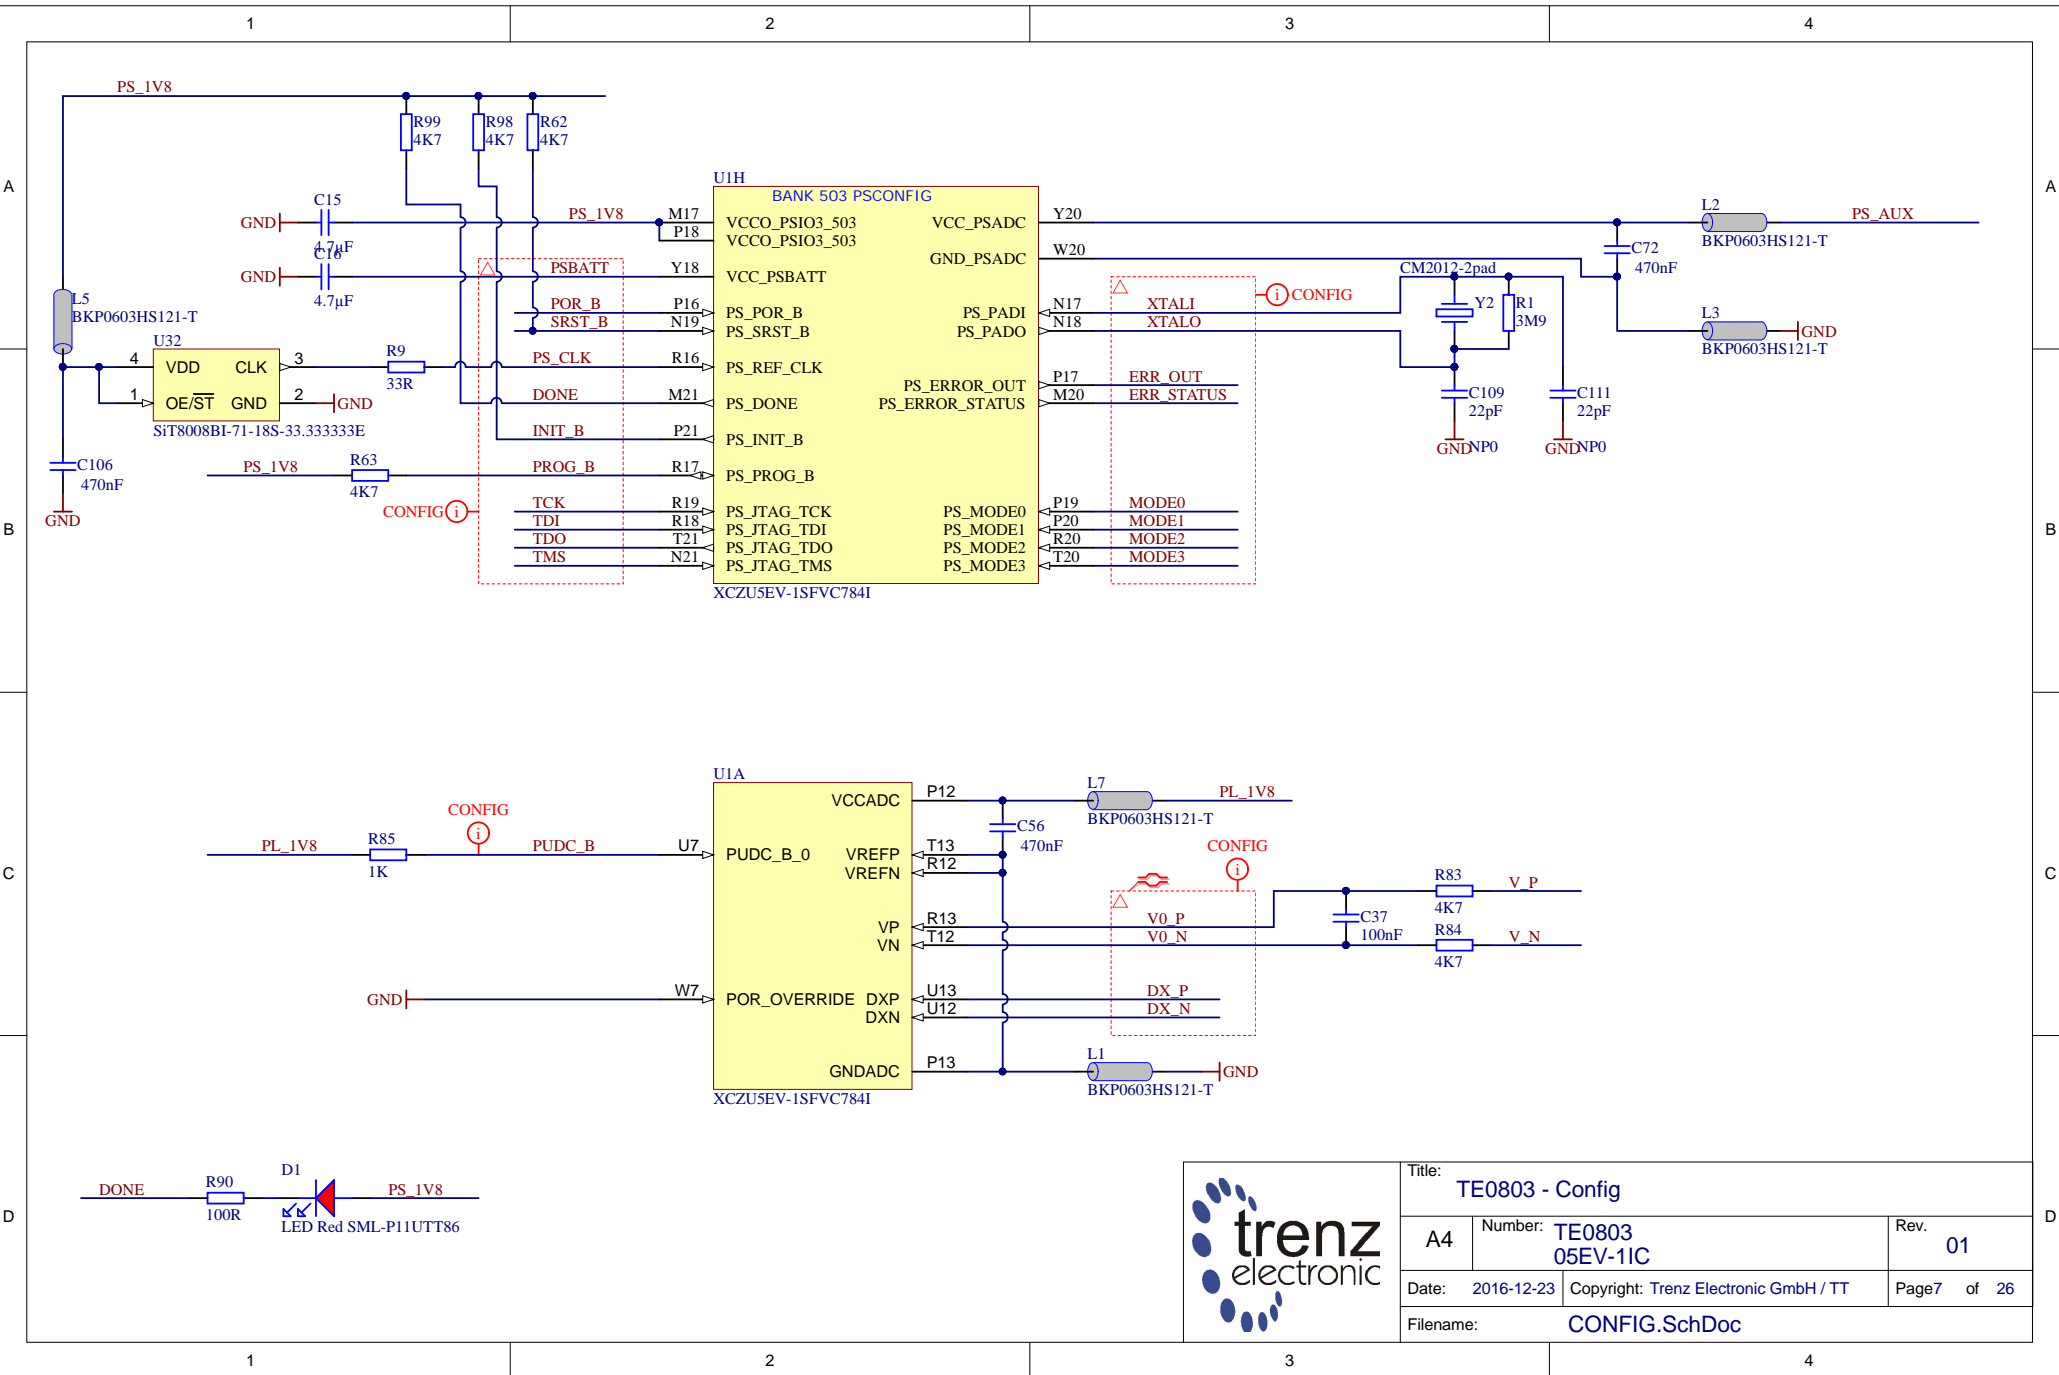 1 2 3 4
PS_1V8
R99 R98 R62
4K7 4K7 4K7
A A
U1H
BANK 503 PSCONFIG
C15
GND PS_1V8 M17 VCCO_PSIO3_503 VCC_PSADC Y20 L2 PS_AUX
4.7µF P18 VCCO_PSIO3_503 BKP0603HS121-T
C16 W20 C72
GND_PSADC 470nF
GND PSBATT Y18 VCC_PSBATT CM2012-2pad
4.7µF
L5 CONFIG
BKP0603HS121-T
POR_B P16 PS_POR_B PS_PADI N17 XTALI Y2 R1
SRST_B N19 PS_SRST_B PS_PADO N18 XTALO 3M9 L3 GND
BKP0603HS121-T
U32
4 VDD CLK 3 R9 PS_CLK R16 PS_REF_CLK
33R
1 OE/ST GND 2 GND PS_ERROR_OUT P17 ERR_OUT
DONE M21 PS_DONE PS_ERROR_STATUS M20 ERR_STATUS C109 C111
22pF 22pF
SiT8008BI-71-18S-33.333333E
INIT_B P21 PS_INIT_B GND NP0 GND NP0
C106
470nF
GND
PS_1V8 R63 PROG_B R17 PS_PROG_B
4K7
CONFIG
B B
TCK R19 PS_JTAG_TCK PS_MODE0 P19 MODE0
TDI R18 PS_JTAG_TDI PS_MODE1 P20 MODE1
TDO T21 PS_JTAG_TDO PS_MODE2 R20 MODE2
TMS N21 PS_JTAG_TMS PS_MODE3 T20 MODE3
XCZU5EV-1SFVC784I
U1A
VCCADC P12 L7 PL_1V8
BKP0603HS121-T
CONFIG C56
470nF
PL_1V8 R85 PUDC_B U7 PUDC_B_0 VREFP T13 CONFIG
1K VREFN R12
C C
R83 V_P
4K7
VP R13 V0_P C37
VN T12 V0_N 100nF R84 V_N
4K7
GND W7 POR_OVERRIDE DXP U13 DX_P
DXN U12 DX_N
GNDADC P13 L1 GND
BKP0603HS121-T
XCZU5EV-1SFVC784I
D D
DONE R90 D1 PS_1V8
100R LED Red SML-P11UTT86
trenz
electronic
Title:
TE0803 - Config
A4 Number: TE0803 Rev. 01
05EV-1IC
Date: 2016-12-23 Copyright: Trenz Electronic GmbH / TT Page7 of 26
Filename: CONFIG.SchDoc
1 2 3 4